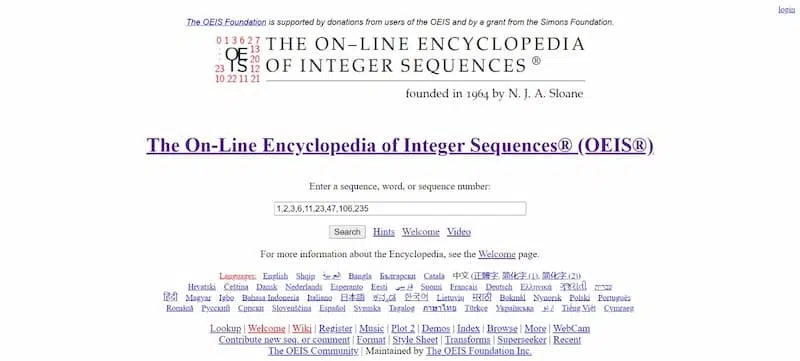 login
The OEIS Foundation is supported by donations from users of the OEIS and by a grant from the Simons Foundation.
0 1 3 6 2 7
: OE 13
IS 20
23 12
10 22 11 21
THE ON–LINE ENCYCLOPEDIA
OF INTEGER SEQUENCES ®
founded in 1964 by N. J. A. Sloane
The On-Line Encyclopedia of Integer Sequences® (OEIS®)
Enter a sequence, word, or sequence number:
1,2,3,6,11,23,47,106,235
Search Hints Welcome Video
For more information about the Encyclopedia, see the Welcome page.
Languages: English Shqip العربية Bangla Български Català 中文 (正體字, 简化字 (1), 简化字 (2))
Hrvatski Čeština Dansk Nederlands Esperanto Eesti فارسی Suomi Français Deutsch Ελληνικά ગુજરાતી עברית
हिंदी Magyar Igbo Bahasa Indonesia Italiano 日本語 ಕನ್ನಡ 한국어 Lietuvių मराठी Bokmål Nynorsk Polski Português
Română Русский Српски Slovenščina Español Svenska Tagalog ภาษาไทย Türkçe Українська اردو Tiếng Việt Cymraeg
Lookup | Welcome | Wiki | Register | Music | Plot 2 | Demos | Index | Browse | More | WebCam
Contribute new seq. or comment | Format | Style Sheet | Transforms | Superseeker | Recent
The OEIS Community | Maintained by The OEIS Foundation Inc.